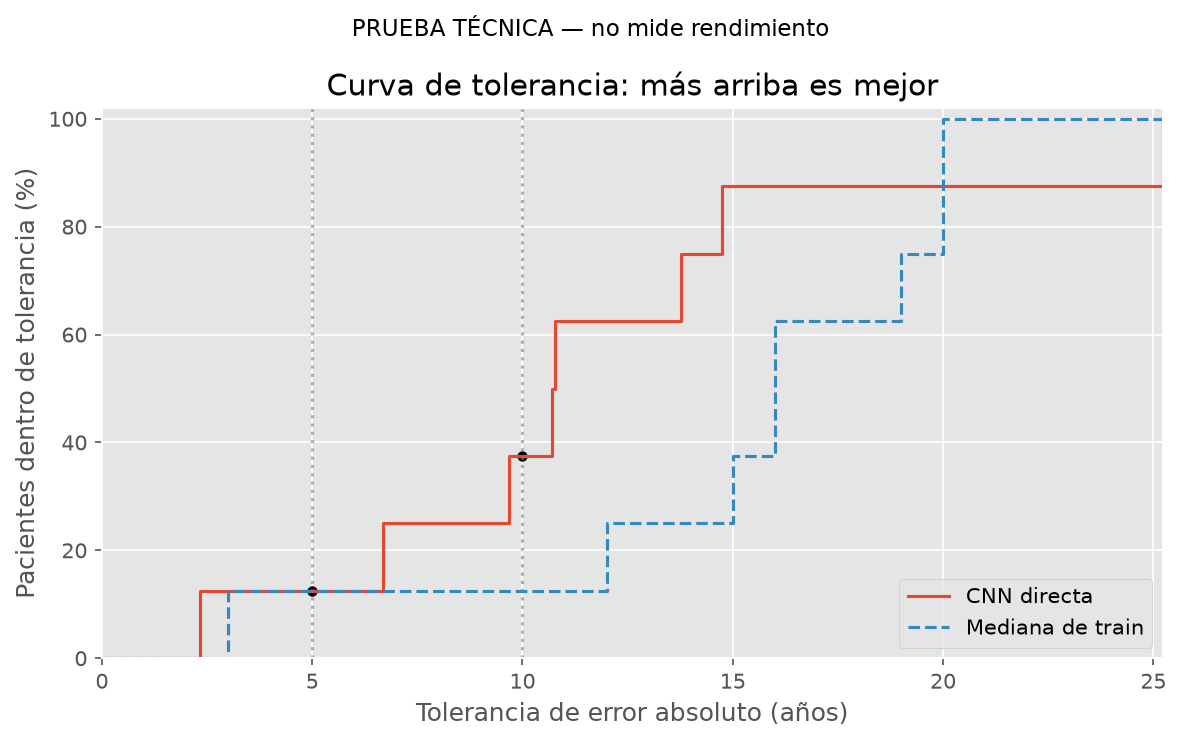 PRUEBA TÉCNICA — no mide rendimiento
Curva de tolerancia: más arriba es mejor
Pacientes dentro de tolerancia (%)
100
80
60
40
20
0
0 5 10 15 20 25
Tolerancia de error absoluto (años)
CNN directa
Mediana de train